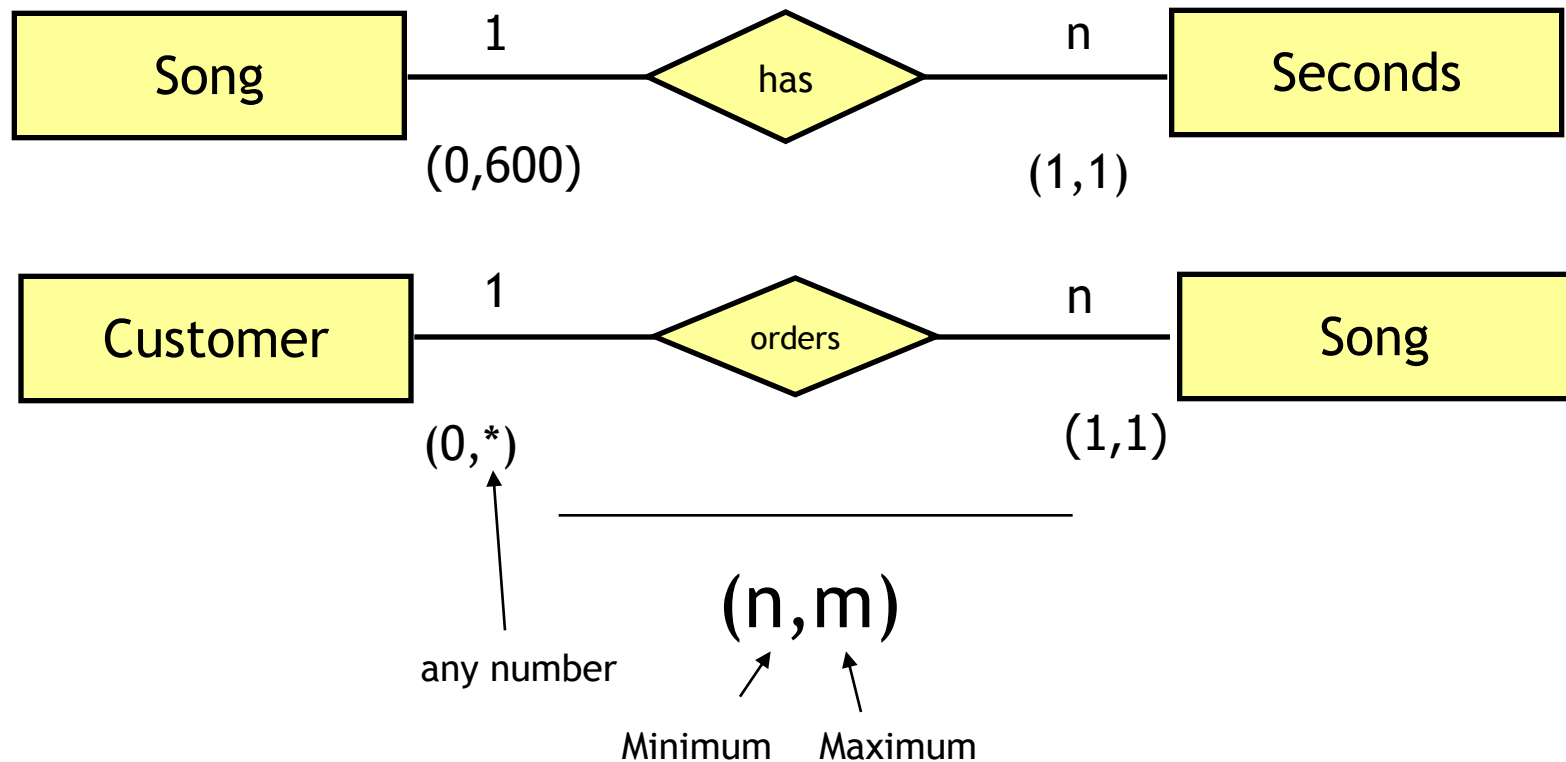 1 n
Song has Seconds
(0,600) (1,1)
1 n
Customer orders Song
(0,*) (1,1)
(n,m)
any number
Minimum Maximum